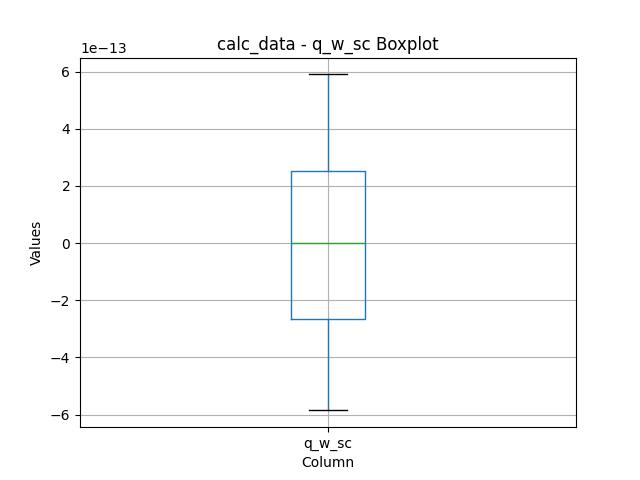 calc_data - q_w_sc Boxplot
1e−13
6
4
2
0
−2
−4
−6
Values
q_w_sc
Column